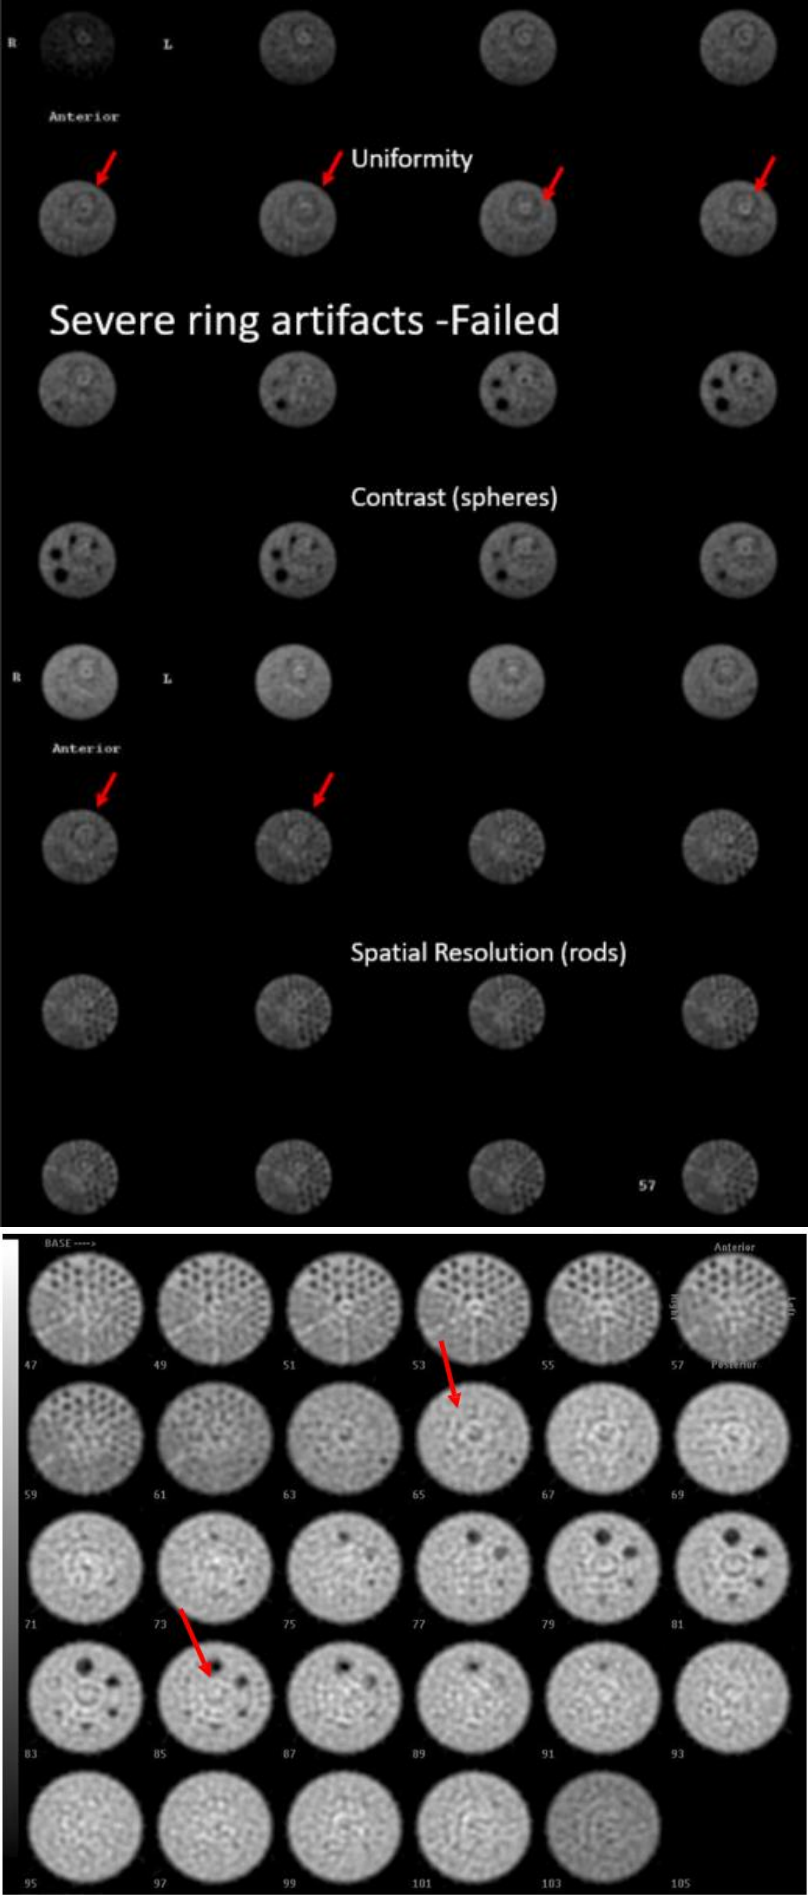 R L
Anterior
Uniformity
Severe ring artifacts -Failed
Contrast (spheres)
R L
Anterior
Spatial Resolution (rods)
57
BASE ---->
Anterior
Right
Left
47 49 51 53 55 57 Posterior
59 61 63 65 67 69
71 73 75 77 79 81
83 85 87 89 91 93
95 97 99 101 103 105